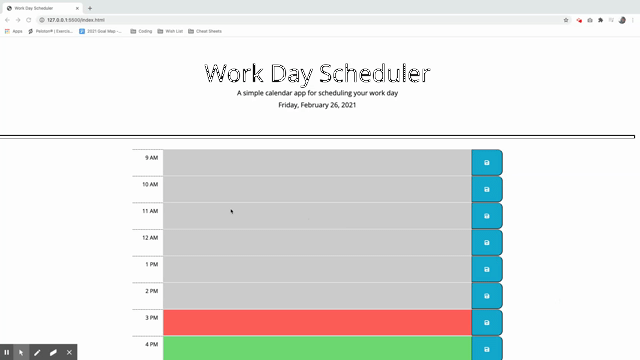 Work Day Scheduler
127.0.0.1:5500/index.html
Apps
2021 Goal Map -...
Coding
Wish List
Cheat Sheets
Work Day Scheduler
A simple calendar app for scheduling your work day
Friday, February 26, 2021
9 AM
10 AM
11 AM
12 AM
1 PM
2 PM
3 PM
4 PM